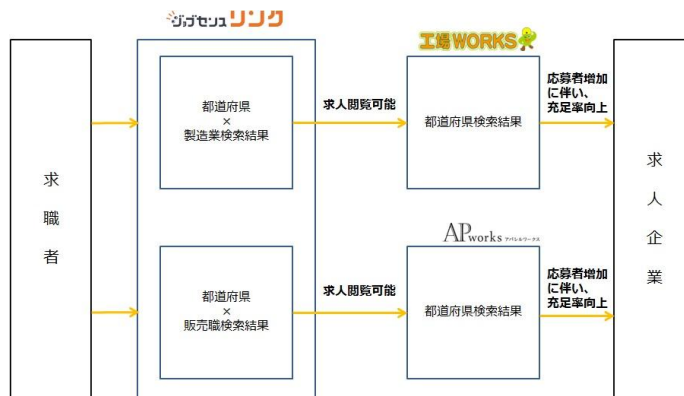 ジョブセンスリンク
工場WORKS
求職者
都道府県
×
製造業検索結果
求人閲覧可能
都道府県検索結果
応募者増加
に伴い、
充足率向上
求人企業
APworks アパレルワークス
都道府県
×
販売職検索結果
求人閲覧可能
都道府県検索結果
応募者増加
に伴い、
充足率向上